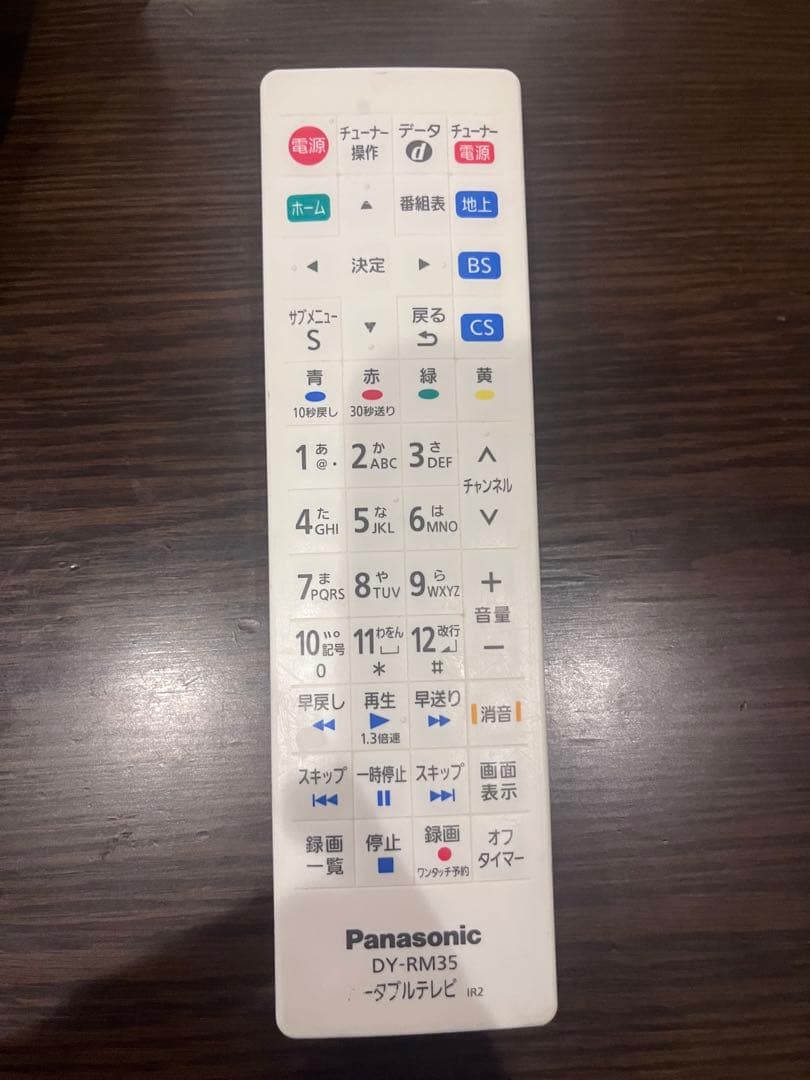 電源 チューナー操作 データ d チューナー 電源
ホーム ▲ 番組表 地上
◀ 決定 ▶ BS
サブメニュー S ▼ 戻る CS
青 赤 緑 黄
10秒戻し 30秒送り
1 あ @. 2 か ABC 3 さ DEF ∧
チャンネル
4 た GHI 5 な JKL 6 は MNO ∨
7 ま PQRS 8 や TUV 9 ら WXYZ +
音量
10 ゛゜ 記号 0 11 わをん * 12 改行 # −
早戻し ◀◀ 再生 ▶ 1.3倍速 早送り ▶▶ 消音
スキップ |◀◀ 一時停止 スキップ ▶▶| 画面表示
録画一覧 停止 ■ 録画 ● ワンタッチ予約 オフタイマー
Panasonic
DY-RM35
ータブルテレビ IR2